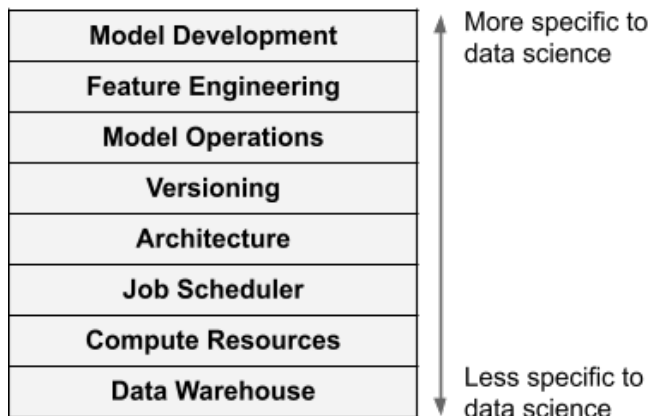 Model Development
Feature Engineering
Model Operations
Versioning
Architecture
Job Scheduler
Compute Resources
Data Warehouse
More specific to
data science
Less specific to
data science